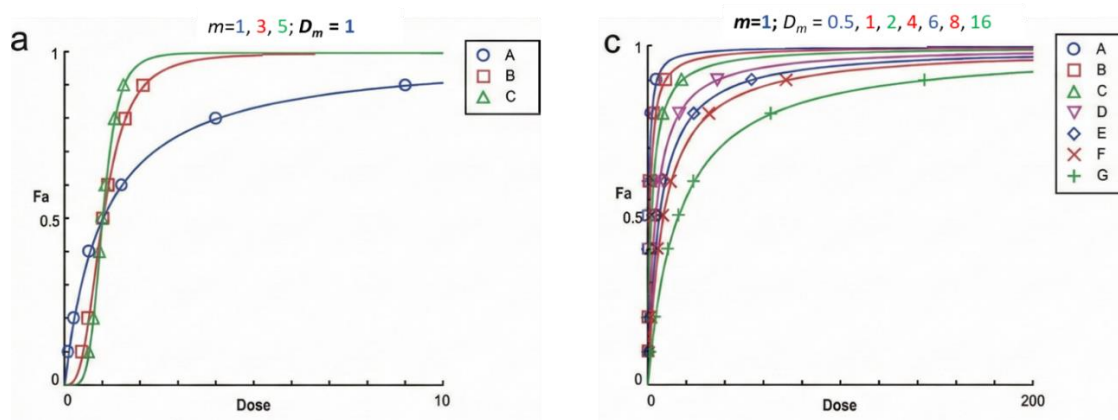 m=1, 3, 5; Dm = 1
a
A
B
C
1
Fa
0.5
0
0
10
Dose
m=1; Dm = 0.5, 1, 2, 4, 6, 8, 16
c
A
B
C
D
E
F
G
1
Fa
0.5
0
0
200
Dose